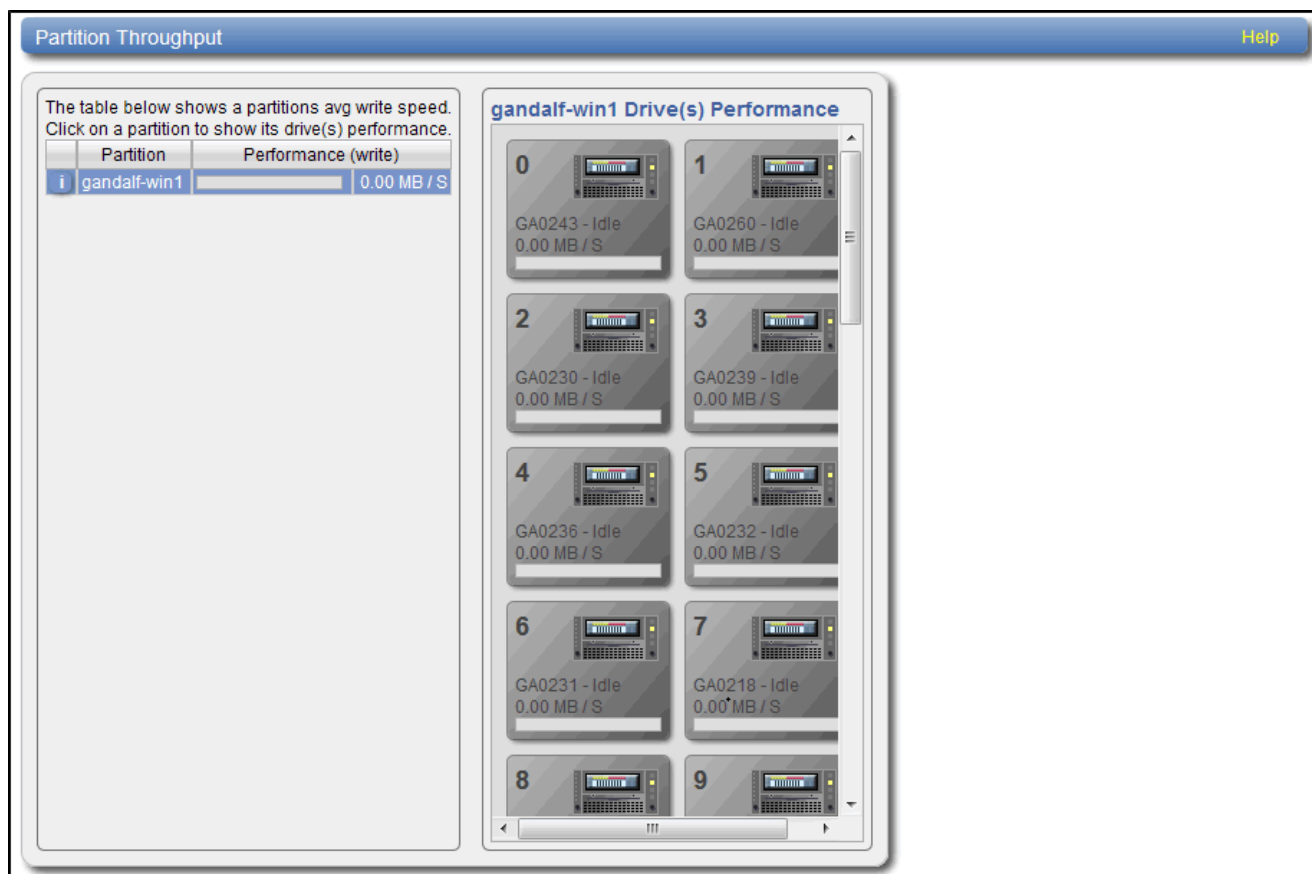 Partition Throughput
Help
The table below shows a partitions avg write speed.
Click on a partition to show its drive(s) performance.
Partition Performance (write)
i gandalf-win1 0.00 MB / S
gandalf-win1 Drive(s) Performance
0 1
GA0243 - Idle GA0260 - Idle
0.00 MB / S 0.00 MB / S
2 3
GA0230 - Idle GA0239 - Idle
0.00 MB / S 0.00 MB / S
4 5
GA0236 - Idle GA0232 - Idle
0.00 MB / S 0.00 MB / S
6 7
GA0231 - Idle GA0218 - Idle
0.00 MB / S 0.00 MB / S
8 9